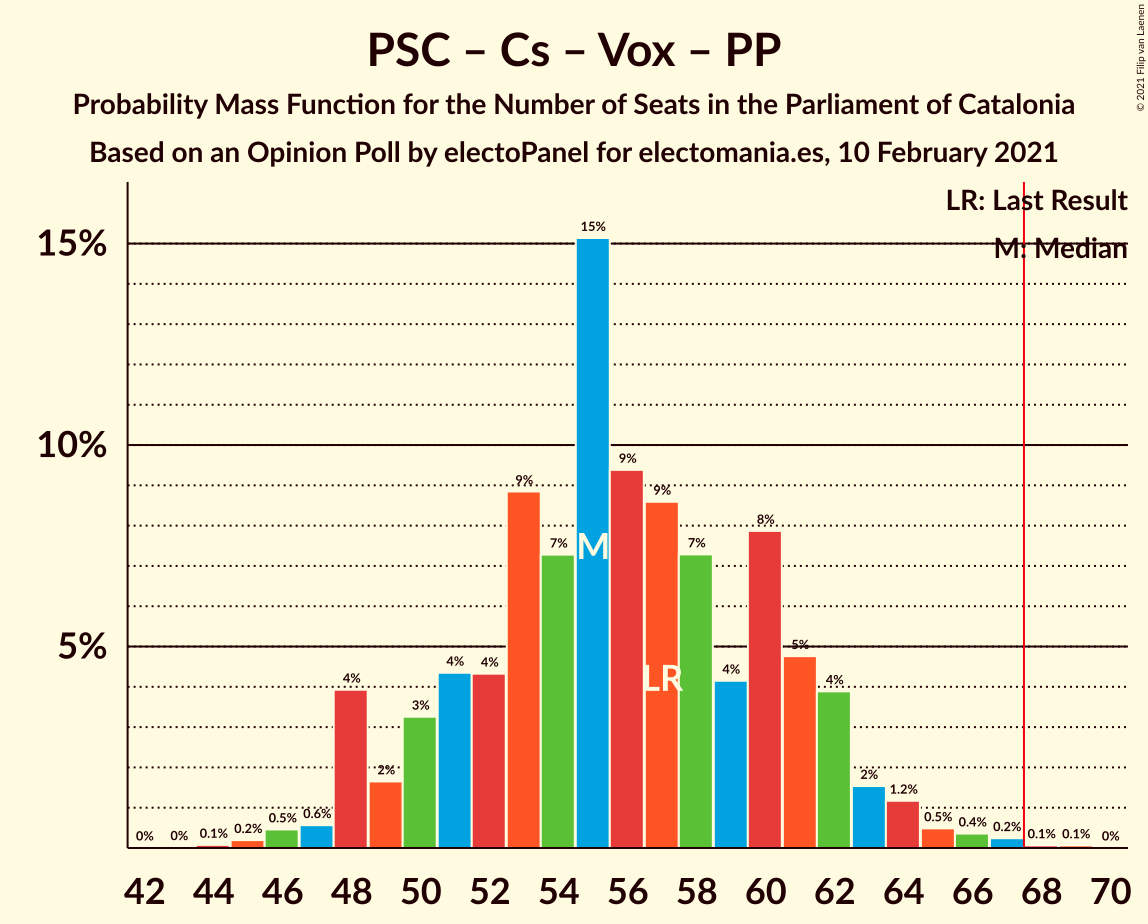 PSC – Cs – Vox – PP
Probability Mass Function for the Number of Seats in the Parliament of Catalonia
Based on an Opinion Poll by electoPanel for electomania.es, 10 February 2021
© 2021 Filip van Laenen
LR: Last Result
M: Median
15%
10%
5%
0% 0% 0.1% 0.2% 0.5% 0.6% 4% 2% 3% 4% 4% 9% 7% 15% 9% 9% 7% 4% 8% 5% 4% 2% 1.2% 0.5% 0.4% 0.2% 0.1% 0.1% 0%
M
LR
42 44 46 48 50 52 54 56 58 60 62 64 66 68 70